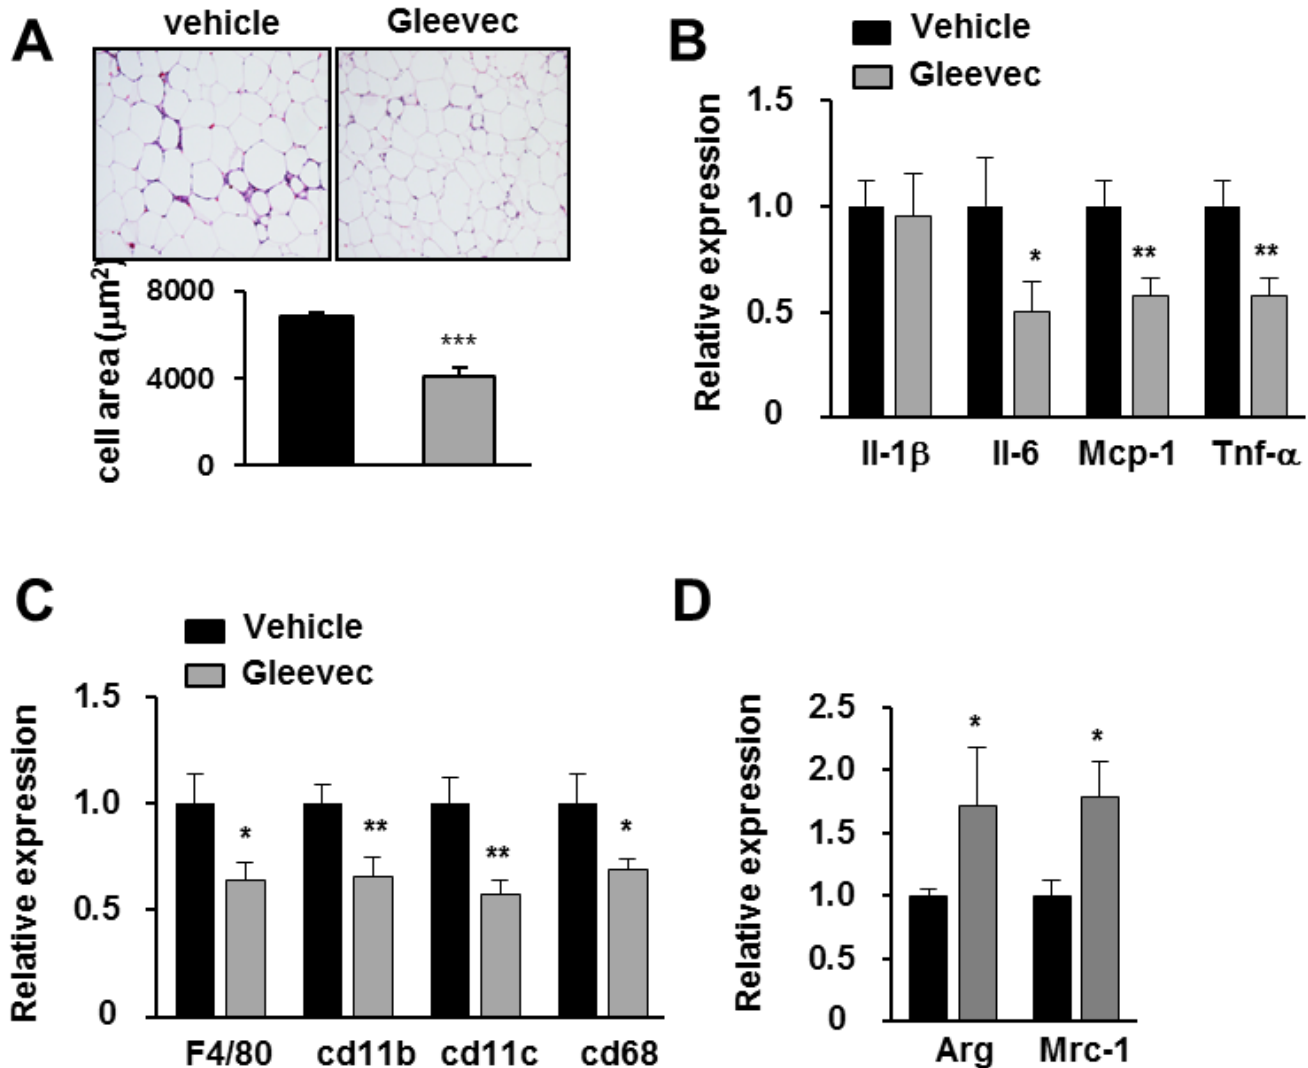 A
vehicle
Gleevec
cell area (μm²)
8000
4000
0
***
B
Vehicle
Gleevec
Relative expression
1.5
1.0
0.5
0
*
**
**
Il-1β
Il-6
Mcp-1
Tnf-α
C
Vehicle
Gleevec
Relative expression
1.5
1.0
0.5
0
*
**
**
*
F4/80
cd11b
cd11c
cd68
D
Relative expression
2.5
2.0
1.5
1.0
0.5
0
*
*
Arg
Mrc-1